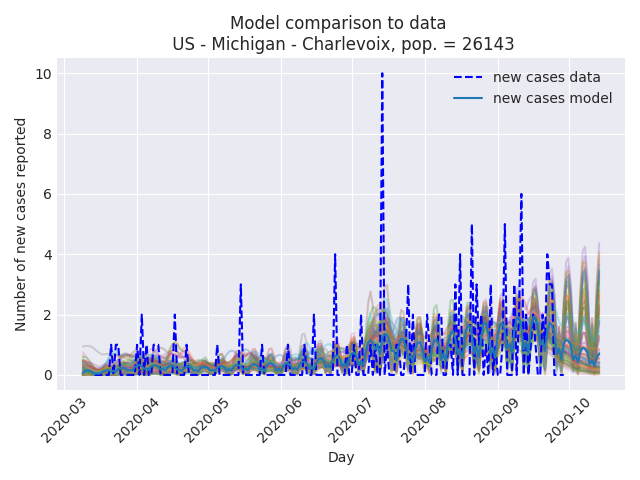 Model comparison to data
US - Michigan - Charlevoix, pop. = 26143
new cases data
new cases model
Number of new cases reported
10
8
6
4
2
0
2020-03
2020-04
2020-05
2020-06
2020-07
2020-08
2020-09
2020-10
Day